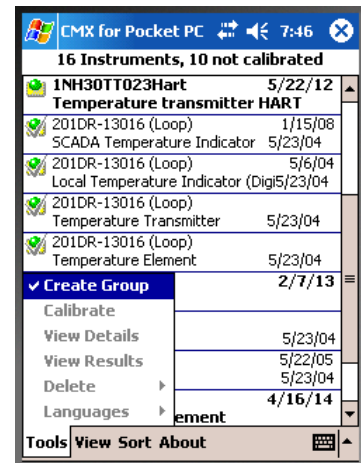 CMX for Pocket PC 7:46
16 Instruments, 10 not calibrated
1NH30TT023Hart 5/22/12
Temperature transmitter HART
201DR-13016 (Loop) 1/15/08
SCADA Temperature Indicator 5/23/04
201DR-13016 (Loop) 5/6/04
Local Temperature Indicator (Digi5/23/04
201DR-13016 (Loop)
Temperature Transmitter 5/23/04
201DR-13016 (Loop)
Temperature Element 5/23/04
Create Group 2/7/13
Calibrate
View Details 5/23/04
View Results 5/22/05
Delete 5/23/04
Languages 4/16/14
ement
Tools View Sort About